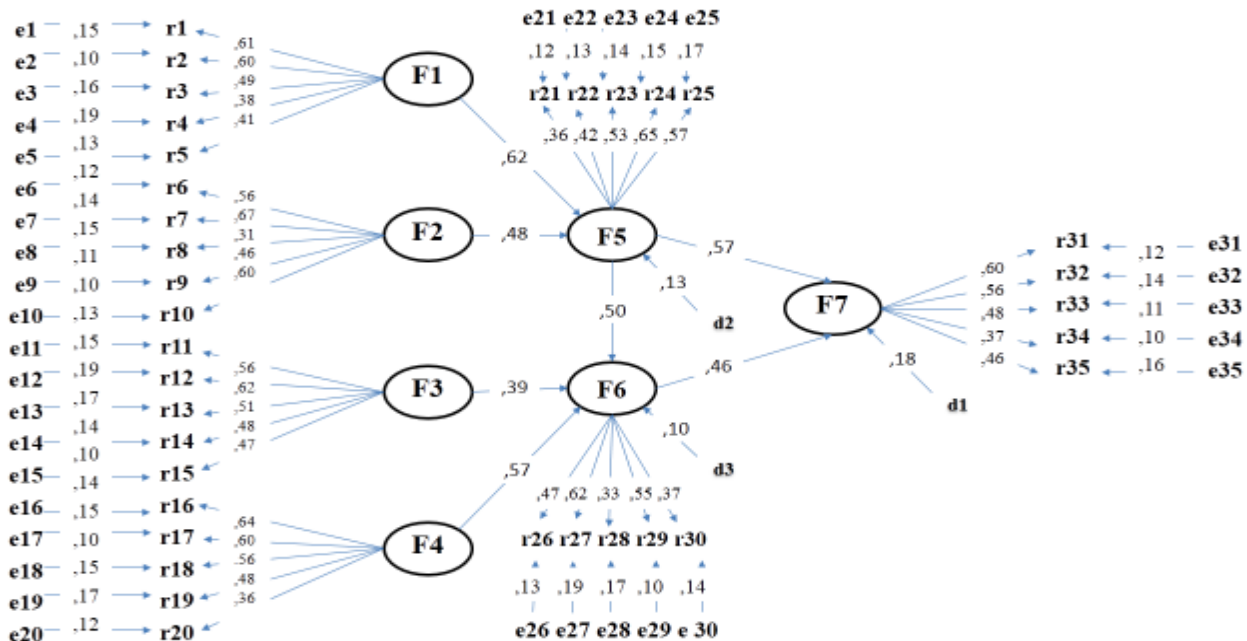 e1
e2
e3
e4
e5
e6
e7
e8
e9
e10
e11
e12
e13
e14
e15
e16
e17
e18
e19
e20
,15
,10
,16
,19
,13
,12
,14
,15
,11
,10
,13
,15
,19
,17
,14
,10
,14
,15
,10
,15
,17
,12
r1
r2
r3
r4
r5
r6
r7
r8
r9
r10
r11
r12
r13
r14
r15
r16
r17
r18
r19
r20
,61
,60
,49
,38
,41
,56
,67
,31
,46
,60
,56
,62
,51
,48
,47
,64
,60
,56
,48
,36
F1
F2
F3
F4
,62
,48
,39
,57
e21 e22 e23 e24 e25
,12 ,13 ,14 ,15 ,17
r21 r22 r23 r24 r25
,36 ,42 ,53 ,65 ,57
F5
,50
F6
,47 ,62 ,33 ,55 ,37
r26 r27 r28 r29 r30
,13 ,19 ,17 ,10 ,14
e26 e27 e28 e29 e 30
,57
,13
d2
,46
,10
d3
F7
,18
d1
,60
,56
,48
,37
,46
r31 ,12 e31
r32 ,14 e32
r33 ,11 e33
r34 ,10 e34
r35 ,16 e35